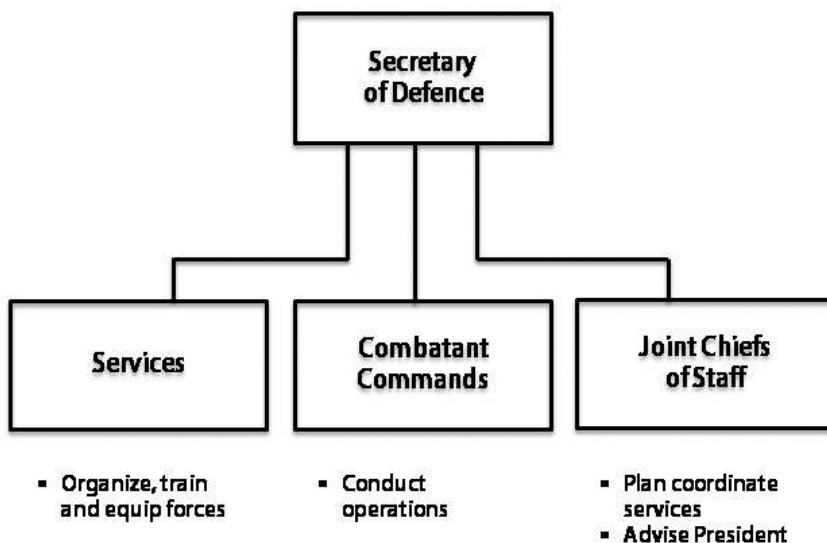 Secretary
of Defence
Services
Combatant
Commands
Joint Chiefs
of Staff
▪ Organize, train
and equip forces
▪ Conduct
operations
▪ Plan coordinate
services
▪ Advise President